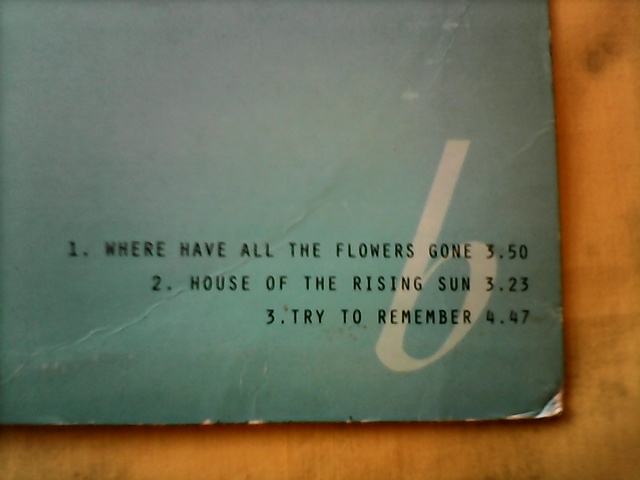 b
1. WHERE HAVE ALL THE FLOWERS GONE 3.50
2. HOUSE OF THE RISING SUN 3.23
3.TRY TO REMEMBER 4.47